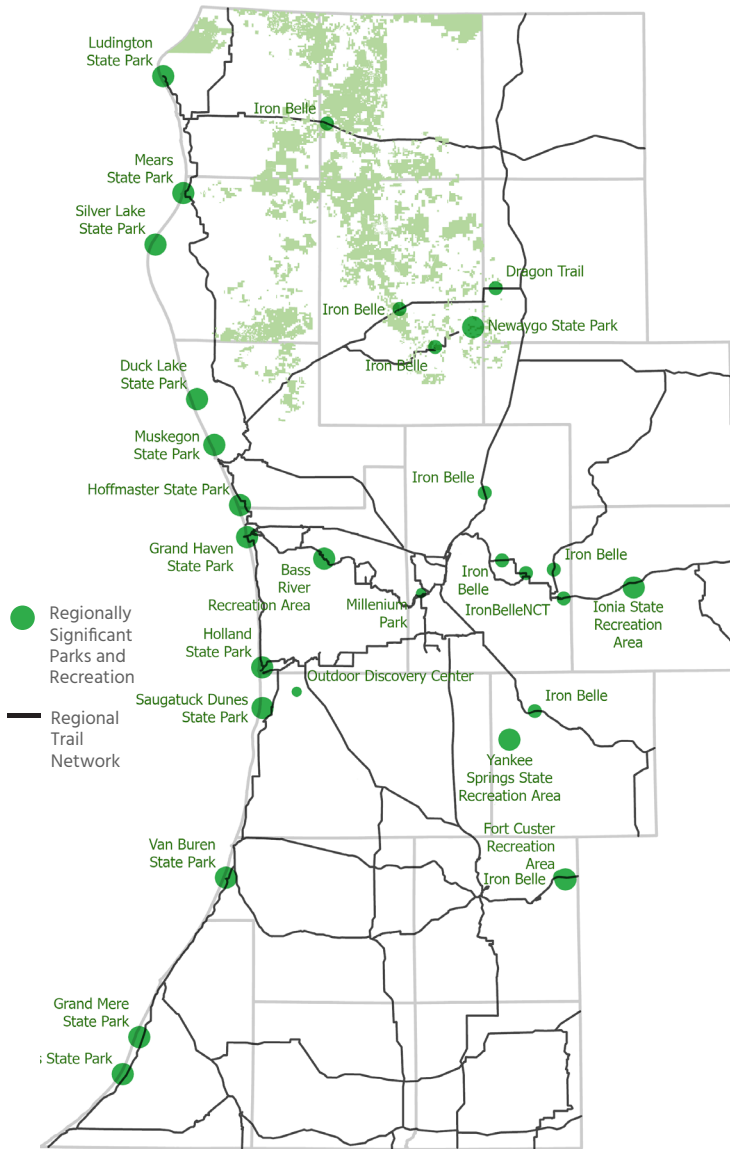 Ludington
State Park
Iron Belle
Mears
State Park
Silver Lake
State Park
Dragon Trail
Iron Belle
Newaygo State Park
Iron Belle
Duck Lake
State Park
Muskegon
State Park
Iron Belle
Hoffmaster State Park
Grand Haven
State Park
Bass
River
Recreation Area
Iron Belle
Iron
Belle
Millenium
Park
IronBelleNCT
Ionia State
Recreation
Area
Regionally
Significant
Parks and
Recreation
Holland
State Park
Outdoor Discovery Center
Saugatuck Dunes
State Park
Iron Belle
Regional
Trail
Network
Yankee
Springs State
Recreation Area
Fort Custer
Recreation
Area
Van Buren
State Park
Iron Belle
Grand Mere
State Park
State Park